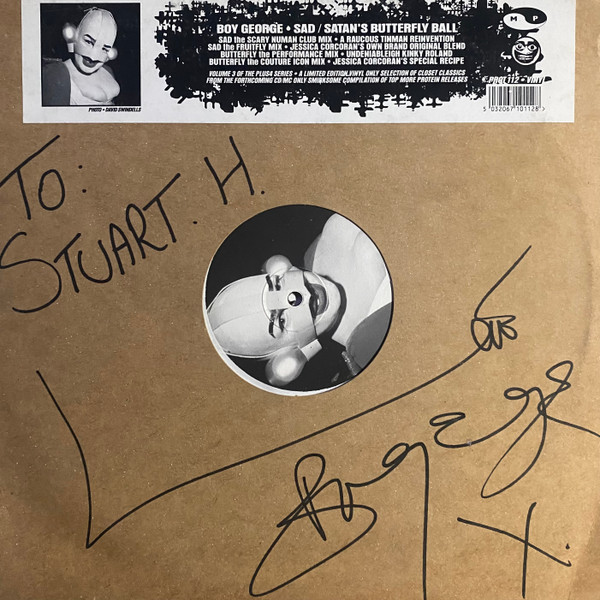 BOY GEORGE • SAD / SATAN'S BUTTERFLY BALL
SAD the SCARY NUMAN CLUB MIX • A RAUCOUS TINMAN REINVENTION
SAD the FRUITFLY MIX • JESSICA CORCORAN'S OWN BRAND ORIGINAL BLEND
BUTTERFLY the PERFORMANCE MIX • UNDENIABLEIGH KINKY ROLAND
BUTTERFLY the COUTURE ICON MIX • JESSICA CORCORAN'S SPECIAL RECIPE
VOLUME 3 OF THE PLUSH SERIES • A LIMITED EDITION, VINYL ONLY SELECTION OF CLOSET CLASSICS
FROM THE FORTHCOMING CD/MC ONLY COMPILATION OF TOP MORE PROTEIN RELEASES
PHOTO • DAVID SWINDELLS
M P
PROT 112 - VINYL
5 032067 101128 >
TO:
STUART. H.
Love
Boy George
X.